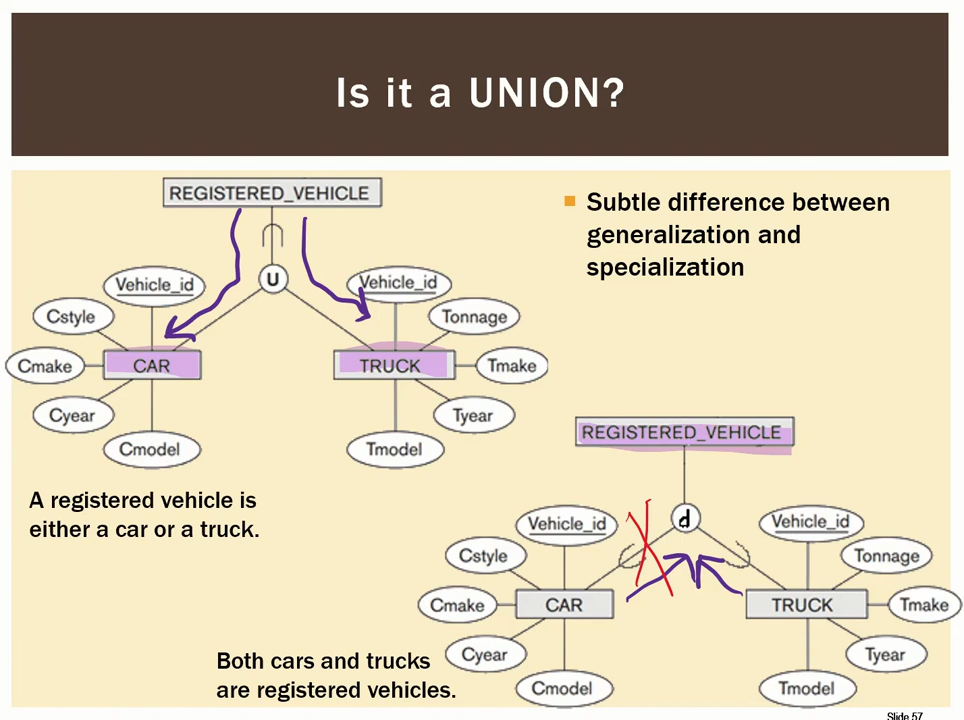 Is it a UNION?
REGISTERED_VEHICLE
Subtle difference between
generalization and
specialization
U
Vehicle_id
Cstyle
CAR
Cmake
Cyear
Cmodel
Vehicle_id
Tonnage
TRUCK
Tmake
Tyear
Tmodel
A registered vehicle is
either a car or a truck.
REGISTERED_VEHICLE
d
Vehicle_id
Cstyle
CAR
Cmake
Cyear
Cmodel
Vehicle_id
Tonnage
TRUCK
Tmake
Tyear
Tmodel
Both cars and trucks
are registered vehicles.
Slide 57